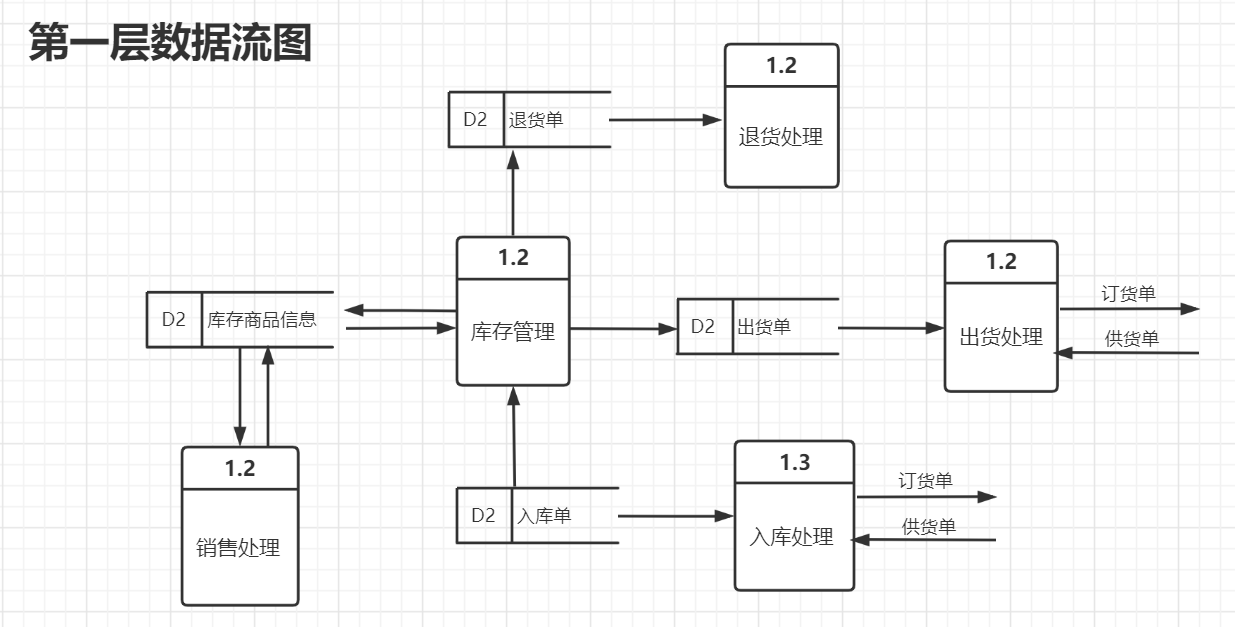 第一层数据流图
1.2
D2 退货单
退货处理
1.2
1.2
订货单
D2 库存商品信息
库存管理
D2 出货单
出货处理
供货单
1.2
1.3
订货单
D2 入库单
供货单
销售处理
入库处理